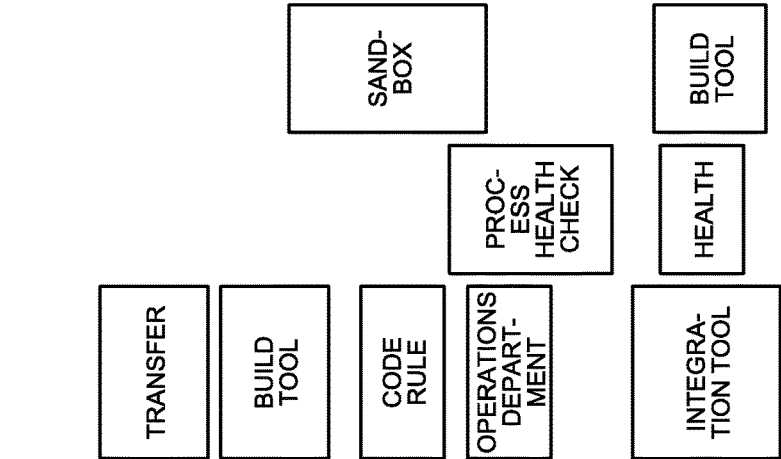 TRANSFER
BUILD
TOOL
CODE
RULE
SAND-
BOX
OPERATIONS
DEPART-
MENT
PROC-
ESS
HEALTH
CHECK
INTEGRA-
TION TOOL
HEALTH
BUILD
TOOL